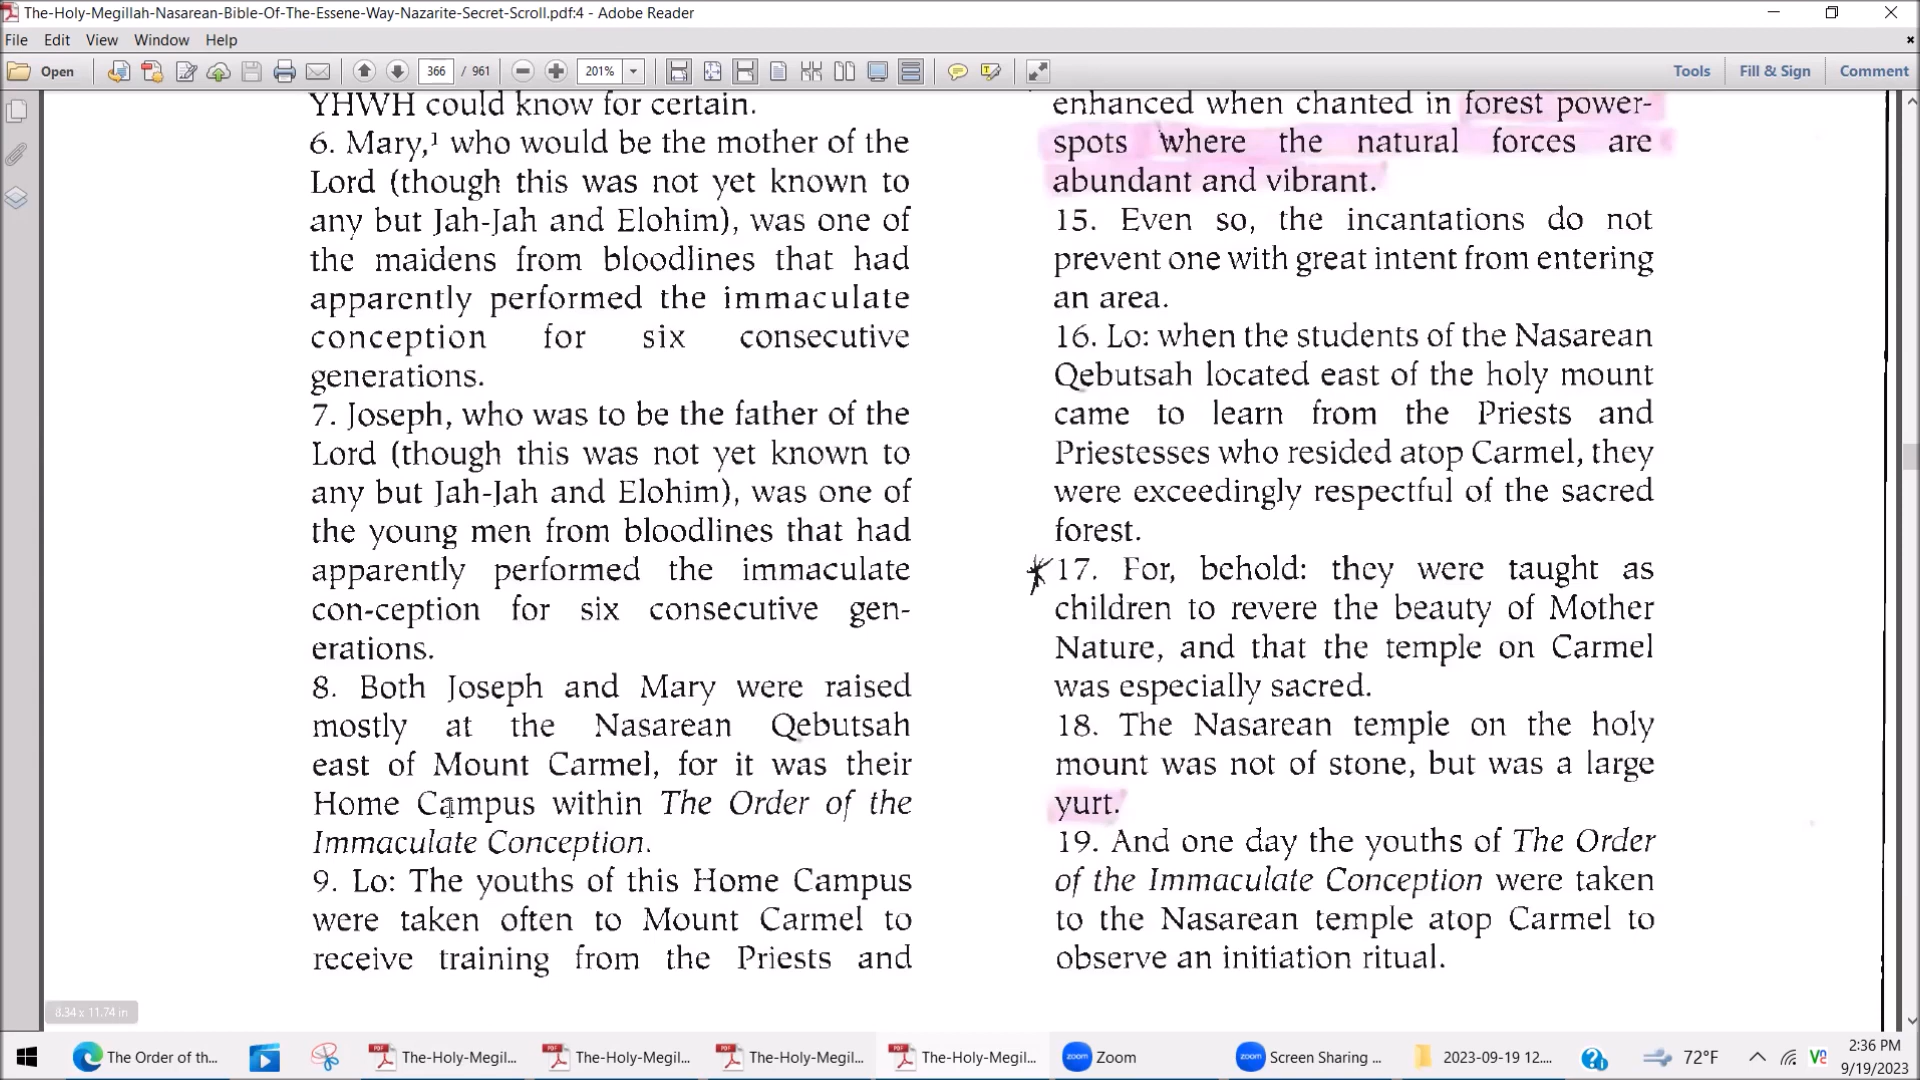 The-Holy-Megillah-Nasarean-Bible-Of-The-Essene-Way-Nazarite-Secret-Scroll.pdf:4 - Adobe Reader
File Edit View Window Help
Open 366 / 961 201% Tools Fill & Sign Comment
YHWH could know for certain.
6. Mary,¹ who would be the mother of the
Lord (though this was not yet known to
any but Jah-Jah and Elohim), was one of
the maidens from bloodlines that had
apparently performed the immaculate
conception for six consecutive
generations.
7. Joseph, who was to be the father of the
Lord (though this was not yet known to
any but Jah-Jah and Elohim), was one of
the young men from bloodlines that had
apparently performed the immaculate
con-ception for six consecutive gen-
erations.
8. Both Joseph and Mary were raised
mostly at the Nasarean Qebutsah
east of Mount Carmel, for it was their
Home Campus within The Order of the
Immaculate Conception.
9. Lo: The youths of this Home Campus
were taken often to Mount Carmel to
receive training from the Priests and
enhanced when chanted in forest power-
spots where the natural forces are
abundant and vibrant.
15. Even so, the incantations do not
prevent one with great intent from entering
an area.
16. Lo: when the students of the Nasarean
Qebutsah located east of the holy mount
came to learn from the Priests and
Priestesses who resided atop Carmel, they
were exceedingly respectful of the sacred
forest.
17. For, behold: they were taught as
children to revere the beauty of Mother
Nature, and that the temple on Carmel
was especially sacred.
18. The Nasarean temple on the holy
mount was not of stone, but was a large
yurt.
19. And one day the youths of The Order
of the Immaculate Conception were taken
to the Nasarean temple atop Carmel to
observe an initiation ritual.
8.34 x 11.74 in
The Order of th... The-Holy-Megil... The-Holy-Megil... The-Holy-Megil... The-Holy-Megil... zoom Zoom zoom Screen Sharing ... 2023-09-19 12.... 72°F 2:36 PM
9/19/2023